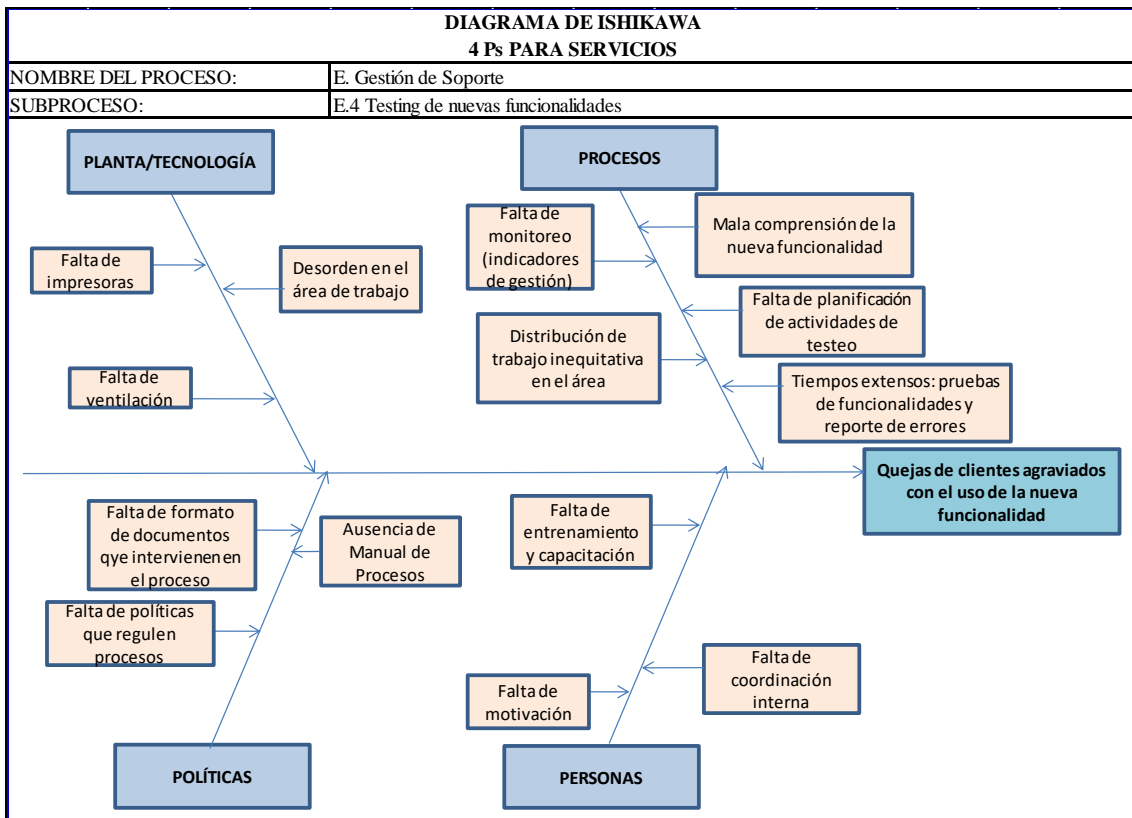 DIAGRAMA DE ISHIKAWA
4 Ps PARA SERVICIOS
NOMBRE DEL PROCESO: E. Gestión de Soporte
SUBPROCESO: E.4 Testing de nuevas funcionalidades
PLANTA/TECNOLOGÍA
PROCESOS
Falta de
impresoras
Desorden en el
área de trabajo
Falta de
ventilación
Falta de
monitoreo
(indicadores
de gestión)
Mala comprensión de la
nueva funcionalidad
Falta de planificación
de actividades de
testeo
Distribución de
trabajo inequitativa
en el área
Tiempos extensos: pruebas
de funcionalidades y
reporte de errores
Quejas de clientes agraviados
con el uso de la nueva
funcionalidad
Falta de formato
de documentos
qye intervienen en
el proceso
Ausencia de
Manual de
Procesos
Falta de políticas
que regulen
procesos
Falta de
entrenamiento
y capacitación
Falta de
coordinación
interna
Falta de
motivación
POLÍTICAS
PERSONAS